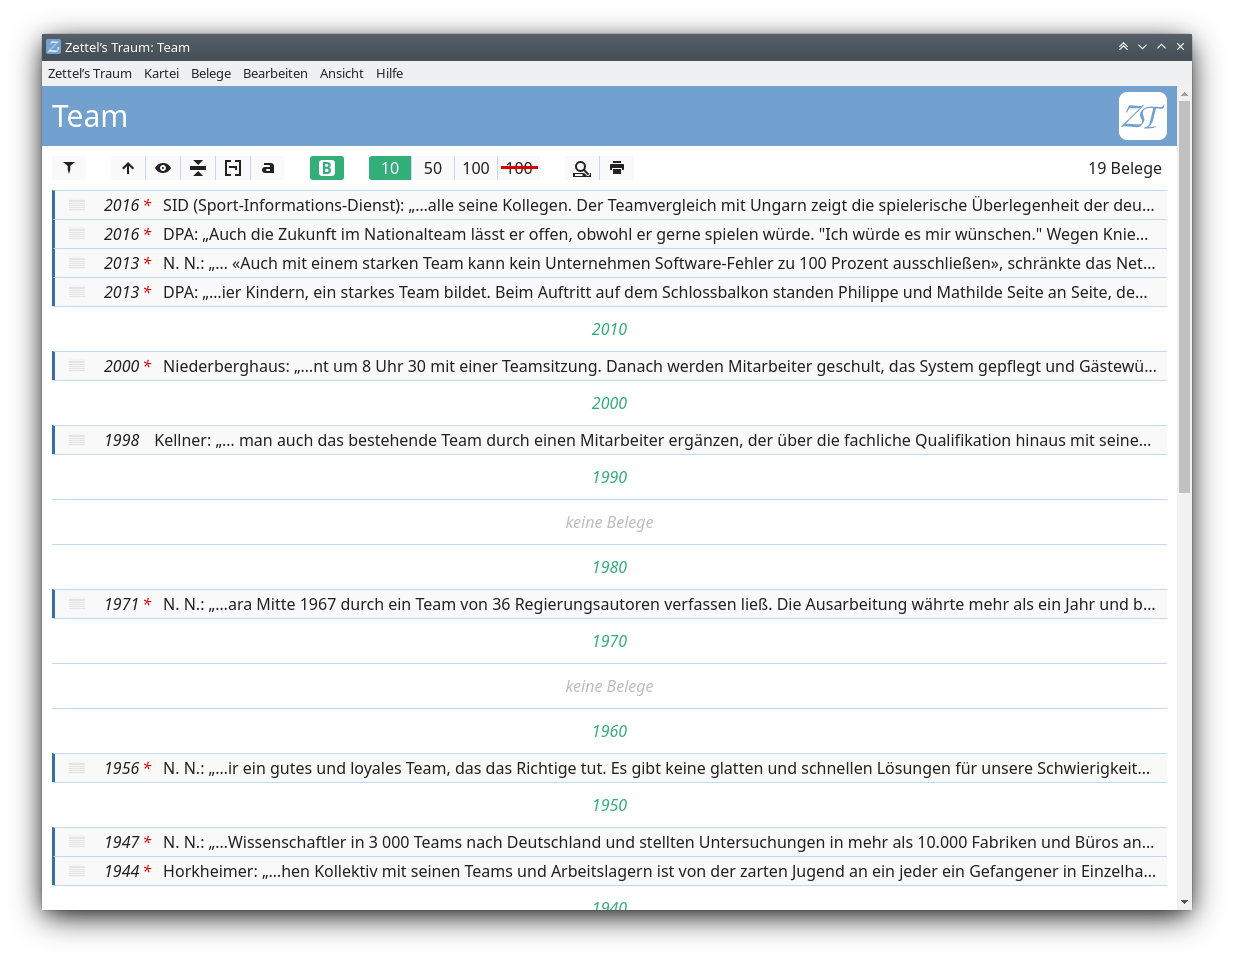 Zettel’s Traum: Team
Zettel’s Traum Kartei Belege Bearbeiten Ansicht Hilfe
Team
ZT
a B 10 50 100 100 19 Belege
2016 * SID (Sport-Informations-Dienst): „…alle seine Kollegen. Der Teamvergleich mit Ungarn zeigt die spielerische Überlegenheit der deu…
2016 * DPA: „Auch die Zukunft im Nationalteam lässt er offen, obwohl er gerne spielen würde. "Ich würde es mir wünschen." Wegen Knie…
2013 * N. N.: „… «Auch mit einem starken Team kann kein Unternehmen Software-Fehler zu 100 Prozent ausschließen», schränkte das Net…
2013 * DPA: „…ier Kindern, ein starkes Team bildet. Beim Auftritt auf dem Schlossbalkon standen Philippe und Mathilde Seite an Seite, de…
2010
2000 * Niederberghaus: „…nt um 8 Uhr 30 mit einer Teamsitzung. Danach werden Mitarbeiter geschult, das System gepflegt und Gästewü…
2000
1998 Kellner: „… man auch das bestehende Team durch einen Mitarbeiter ergänzen, der über die fachliche Qualifikation hinaus mit seine…
1990
keine Belege
1980
1971 * N. N.: „…ara Mitte 1967 durch ein Team von 36 Regierungsautoren verfassen ließ. Die Ausarbeitung währte mehr als ein Jahr und b…
1970
keine Belege
1960
1956 * N. N.: „…ir ein gutes und loyales Team, das das Richtige tut. Es gibt keine glatten und schnellen Lösungen für unsere Schwierigkeit…
1950
1947 * N. N.: „…Wissenschaftler in 3 000 Teams nach Deutschland und stellten Untersuchungen in mehr als 10.000 Fabriken und Büros an…
1944 * Horkheimer: „…hen Kollektiv mit seinen Teams und Arbeitslagern ist von der zarten Jugend an ein jeder ein Gefangener in Einzelha…
1940